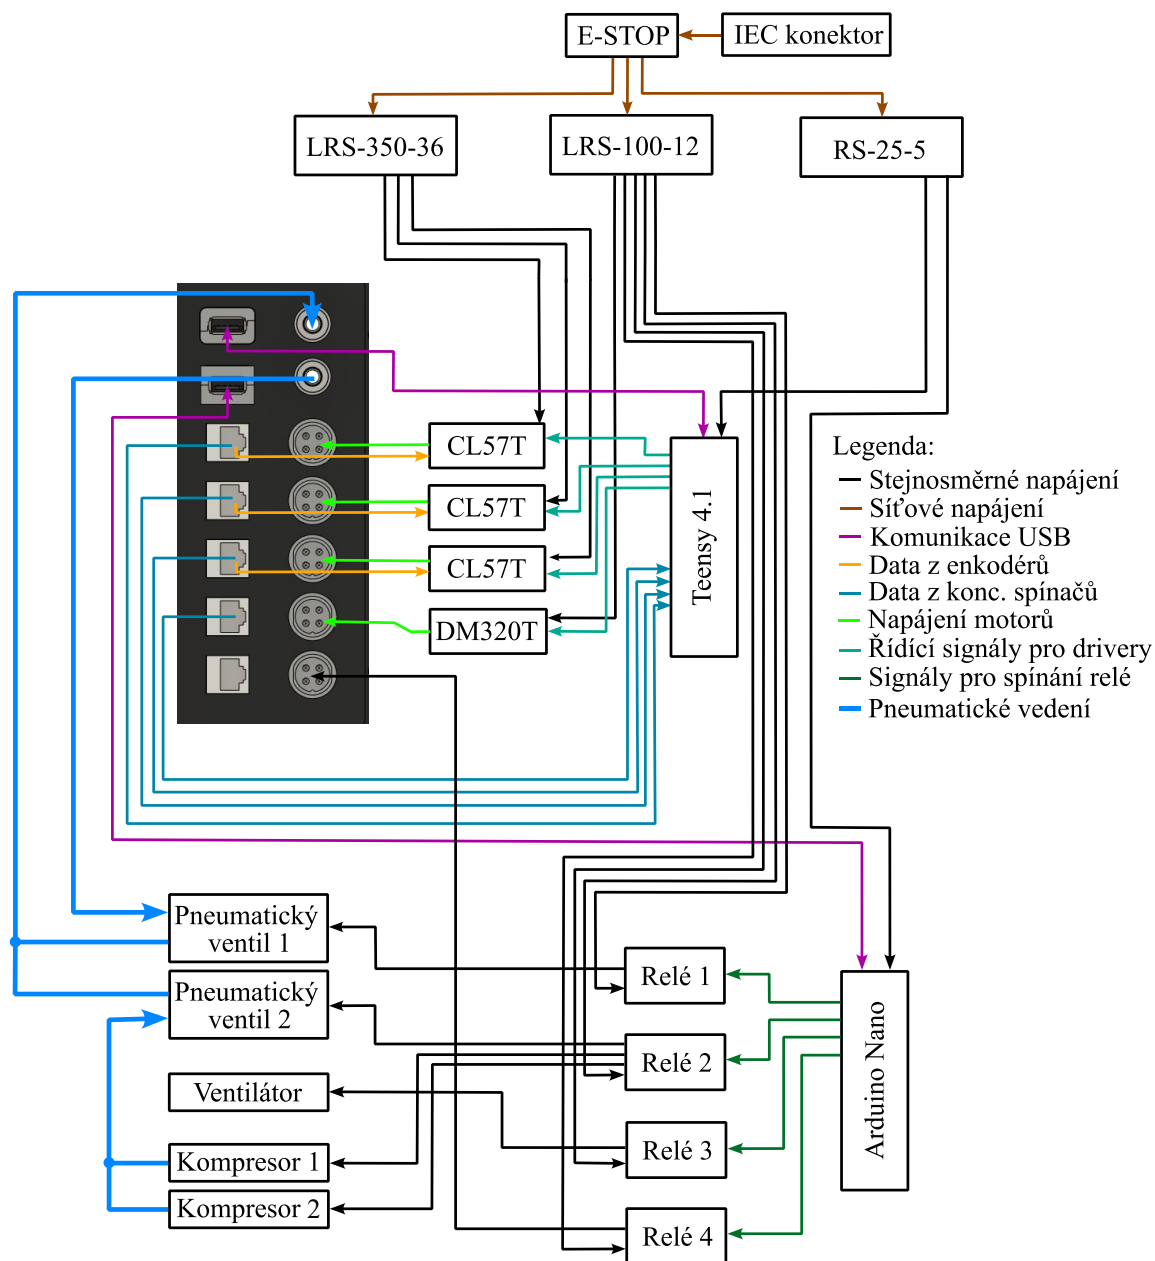 E-STOP
IEC konektor
LRS-350-36
LRS-100-12
RS-25-5
CL57T
CL57T
CL57T
DM320T
Teensy 4.1
Legenda:
Stejnosměrné napájení
Síťové napájení
Komunikace USB
Data z enkodérů
Data z konc. spínačů
Napájení motorů
Řídící signály pro drivery
Signály pro spínání relé
Pneumatické vedení
Pneumatický
ventil 1
Pneumatický
ventil 2
Ventilátor
Kompresor 1
Kompresor 2
Relé 1
Relé 2
Relé 3
Relé 4
Arduino Nano